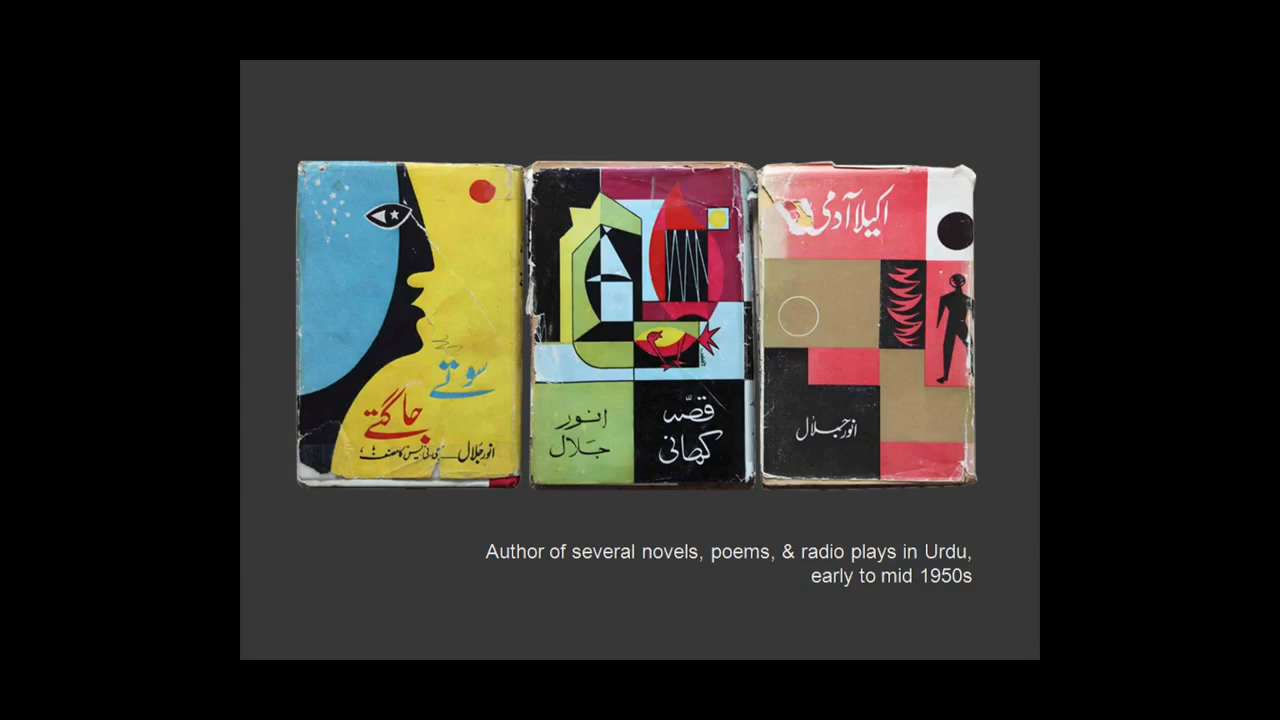 سوتے
جاگتے
انور جلال
قصّہ
کہانی
انور
جلال
اکیلا آدمی
انور جلال
Author of several novels, poems, & radio plays in Urdu,
early to mid 1950s